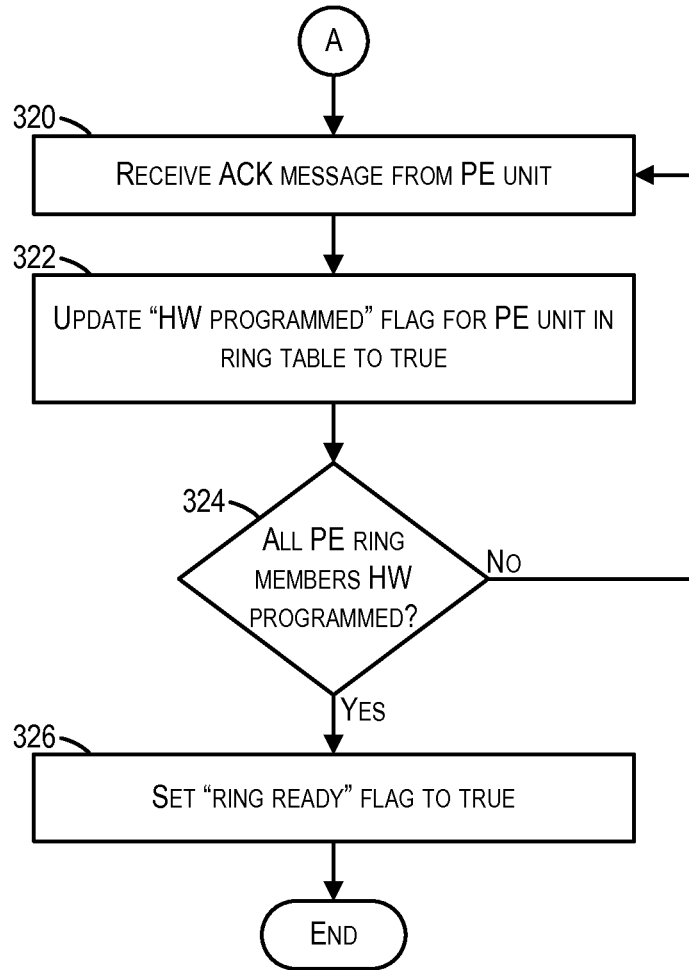 A
320
RECEIVE ACK MESSAGE FROM PE UNIT
322
UPDATE “HW PROGRAMMED” FLAG FOR PE UNIT IN
RING TABLE TO TRUE
324
ALL PE RING
MEMBERS HW
PROGRAMMED?
NO
YES
326
SET “RING READY” FLAG TO TRUE
END